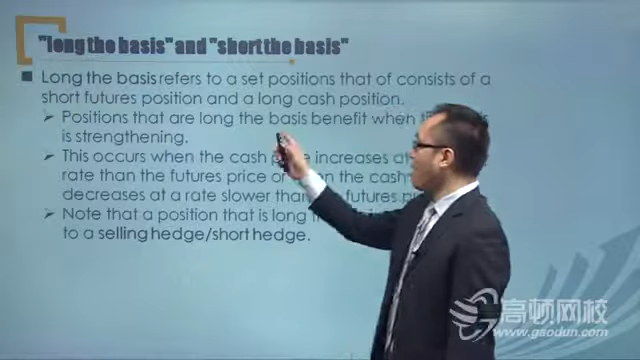 "long the basis" and "short the basis"
Long the basis refers to a set positions that of consists of a
short futures position and a long cash position.
Positions that are long the basis benefit when
is strengthening.
This occurs when the cash increases
rate than the futures price or the cash
decreases at a rate slower than futures
Note that a position that is long
to a selling hedge/short hedge.
高顿网校
www.gaodun.com